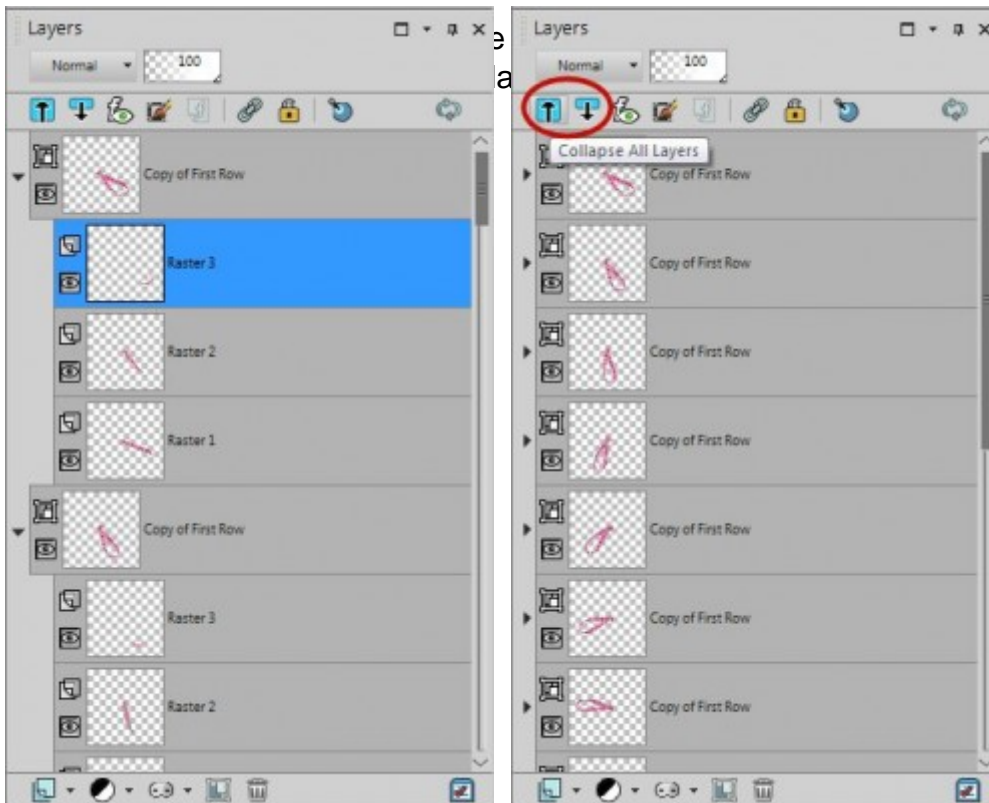 Layers
Normal
100
Copy of First Row
Raster 3
Raster 2
Raster 1
Copy of First Row
Raster 3
Raster 2
e
la
Layers
Normal
100
Collapse All Layers
Copy of First Row
Copy of First Row
Copy of First Row
Copy of First Row
Copy of First Row
Copy of First Row
Copy of First Row